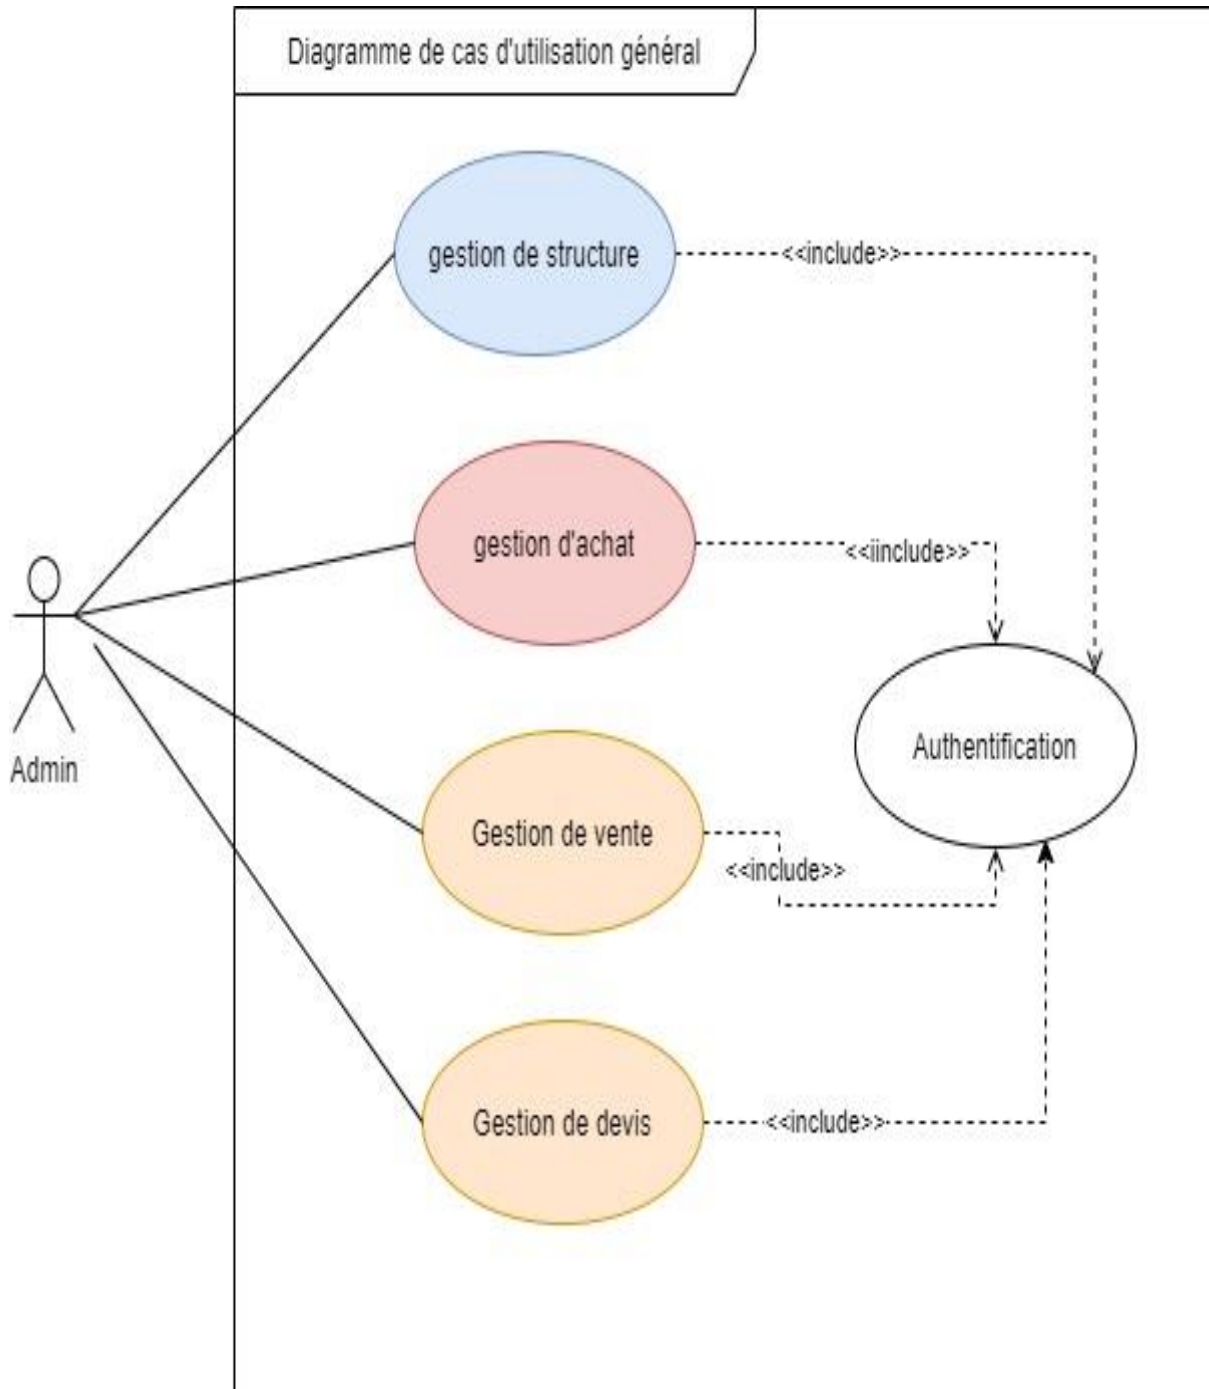 Diagramme de cas d'utilisation général
gestion de structure
<<include>>
gestion d'achat
<<iinclude>>
Admin
Authentification
Gestion de vente
<<include>>
Gestion de devis
<<include>>